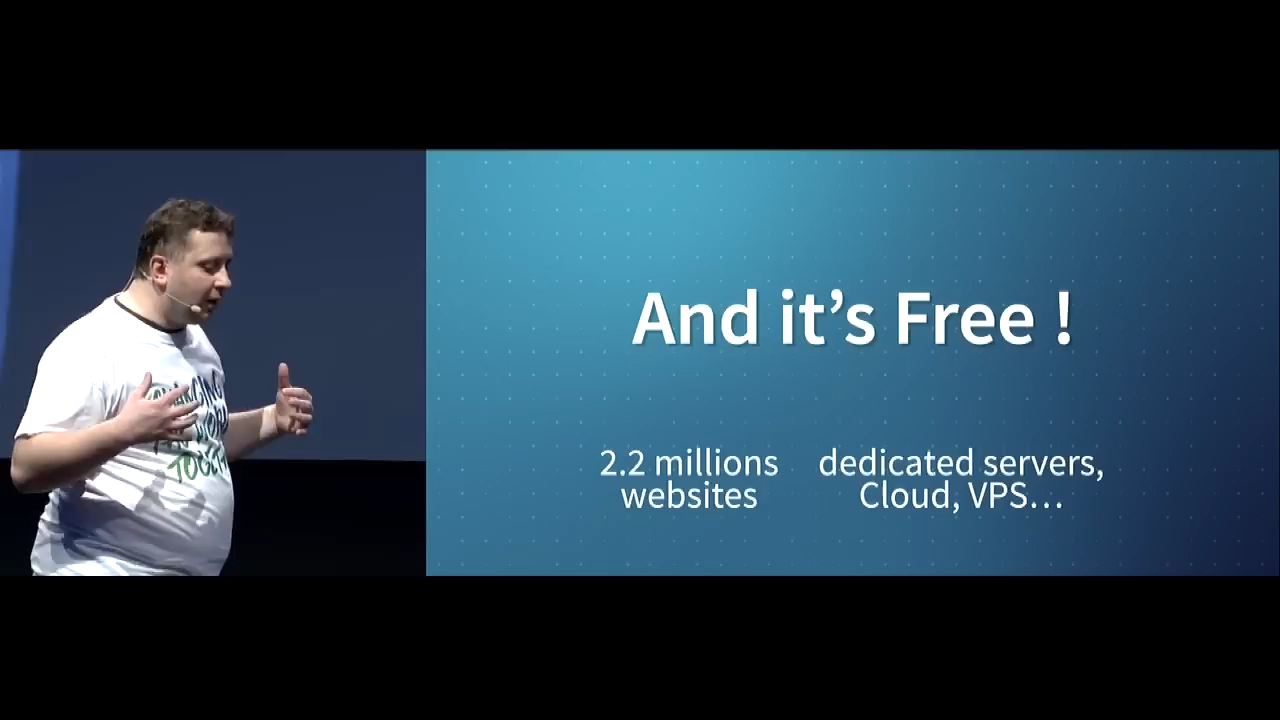 And it’s Free !
2.2 millions
websites
dedicated servers,
Cloud, VPS…